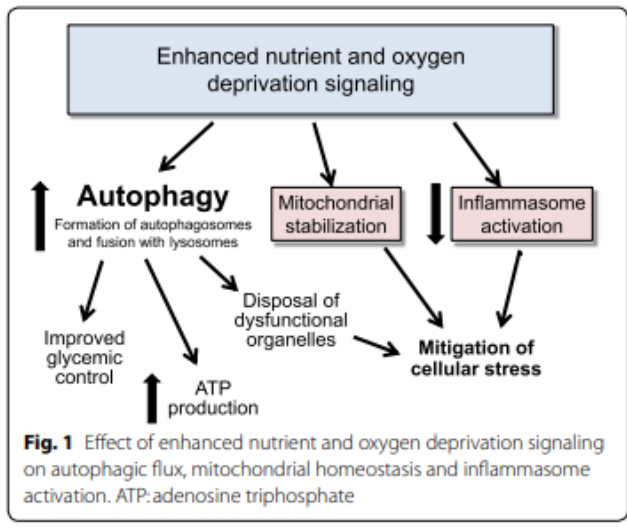 Enhanced nutrient and oxygen
deprivation signaling
Autophagy
Formation of autophagosomes
and fusion with lysosomes
Mitochondrial
stabilization
Inflammasome
activation
Improved
glycemic
control
ATP
production
Disposal of
dysfunctional
organelles
Mitigation of
cellular stress
Fig. 1 Effect of enhanced nutrient and oxygen deprivation signaling
on autophagic flux, mitochondrial homeostasis and inflammasome
activation. ATP: adenosine triphosphate